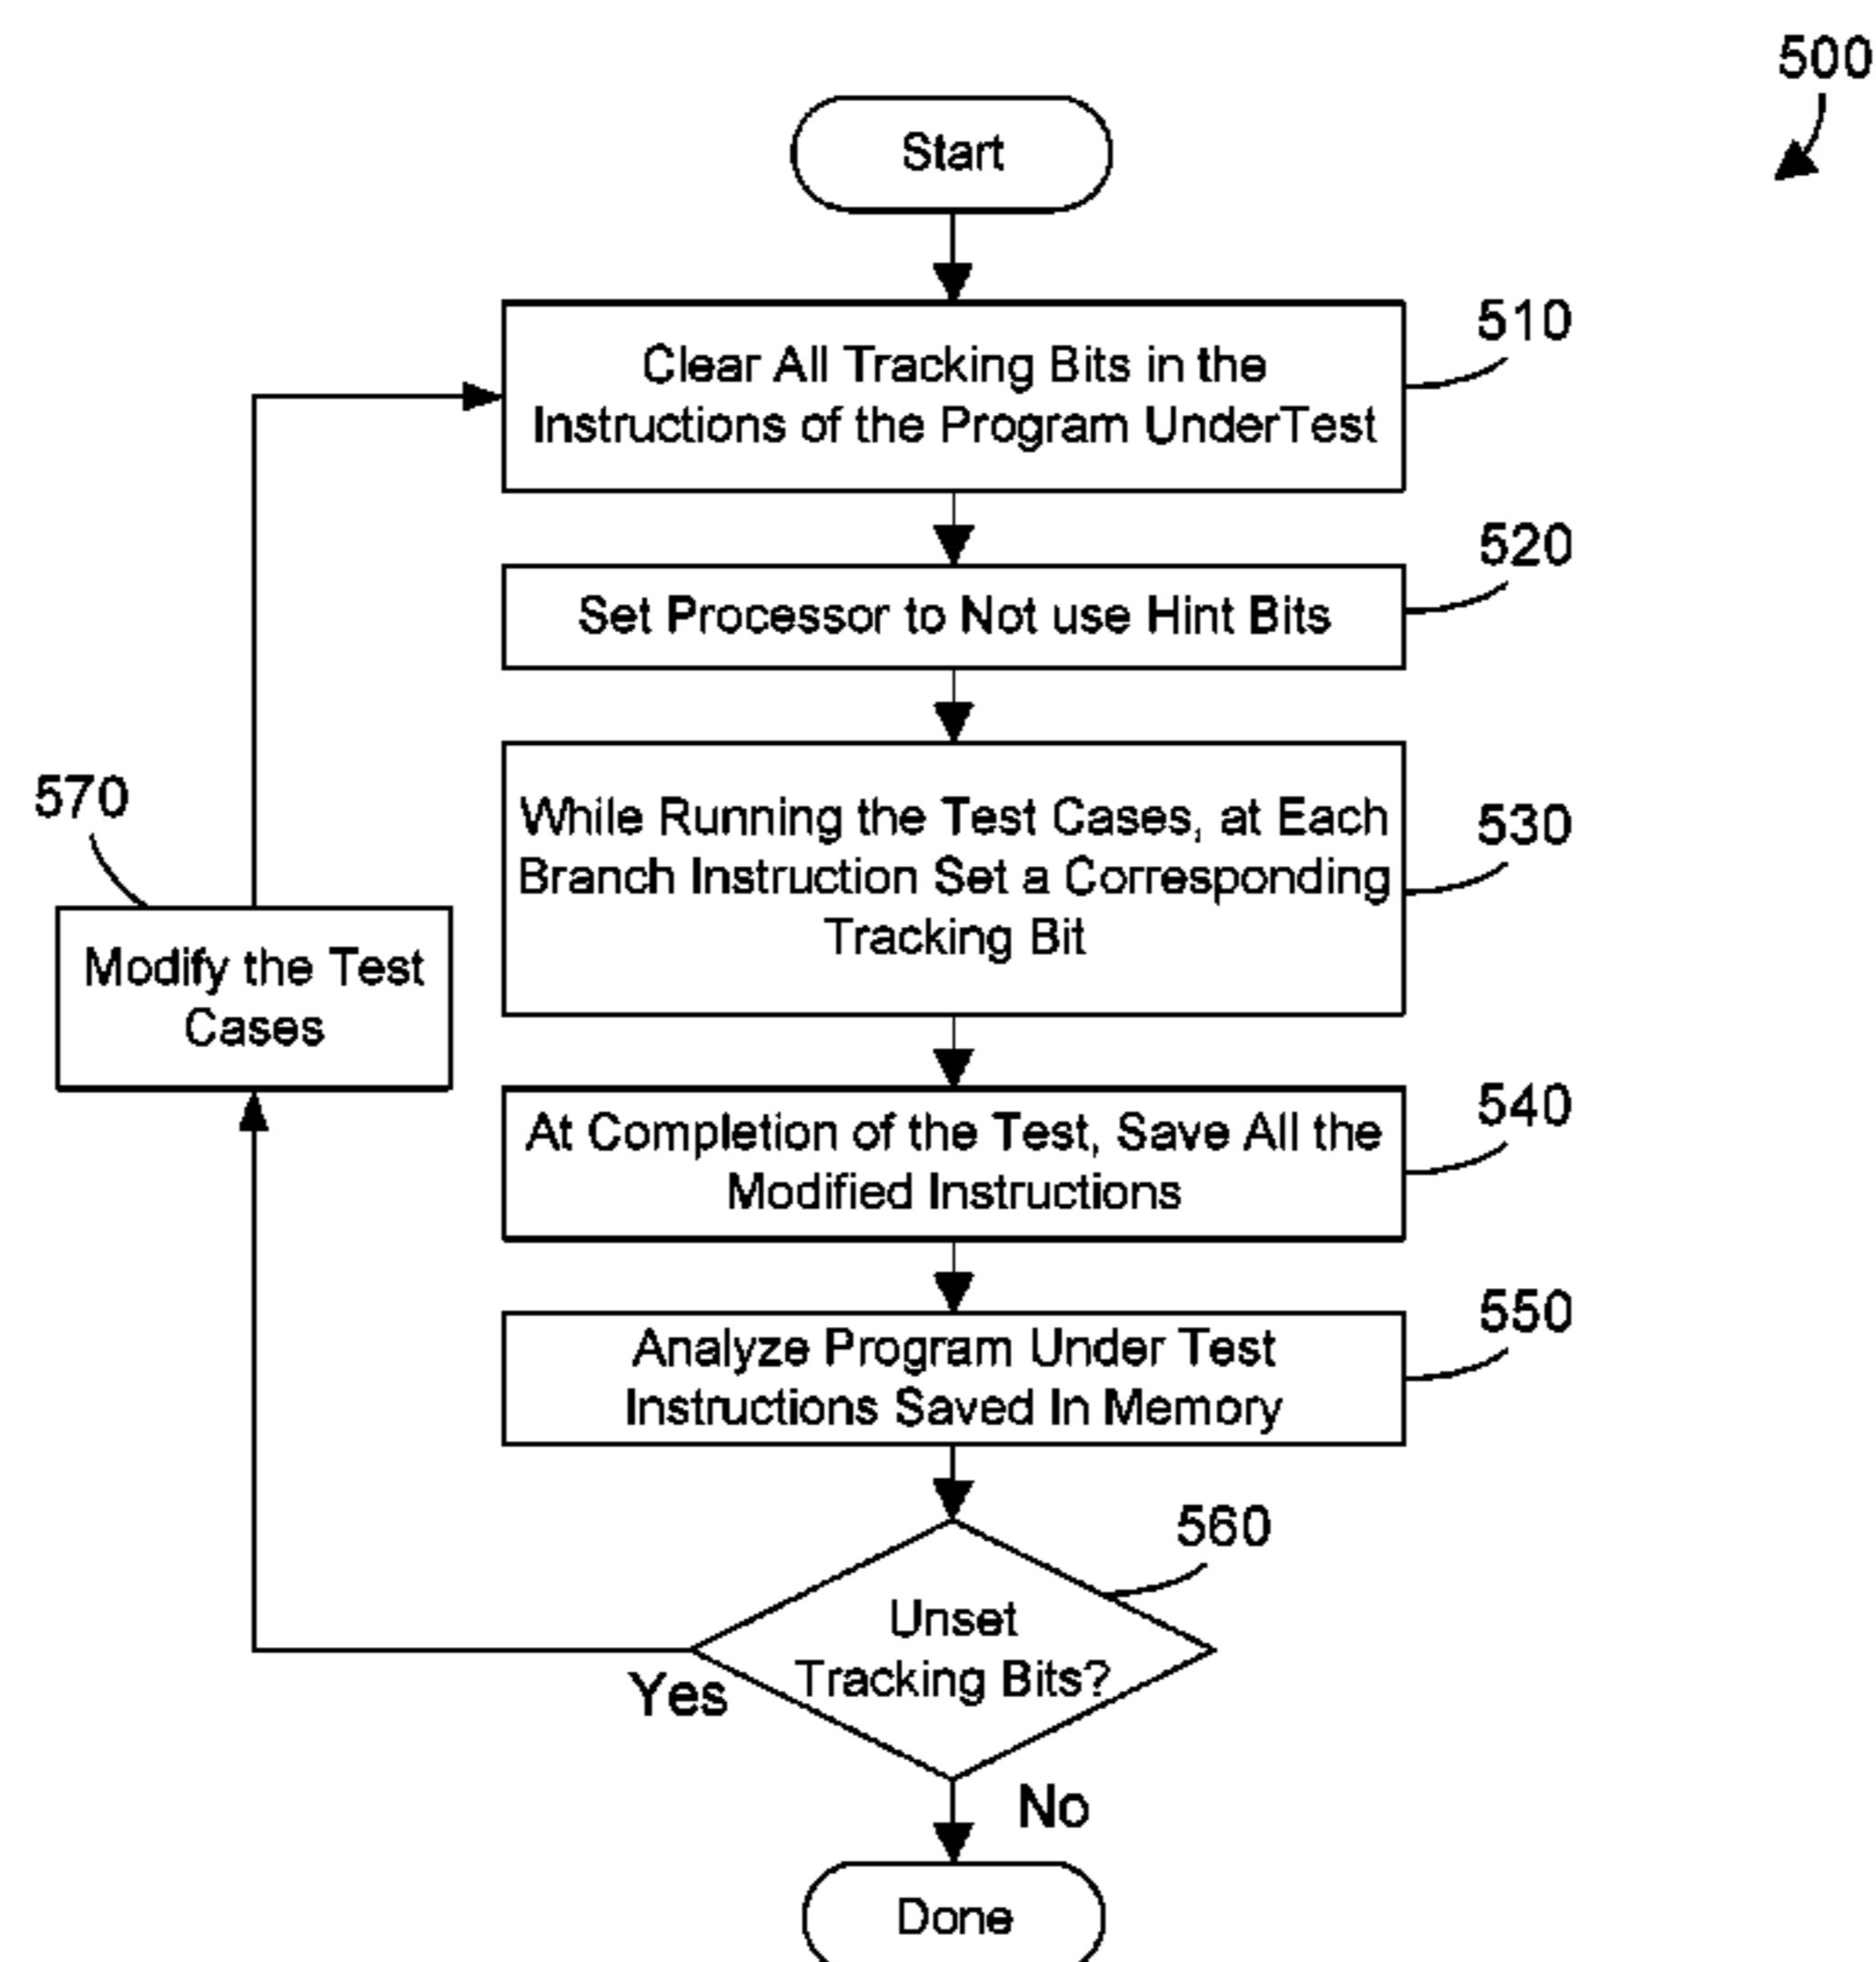 500
Start
510
Clear All Tracking Bits in the
Instructions of the Program UnderTest
520
Set Processor to Not use Hint Bits
530
While Running the Test Cases, at Each
Branch Instruction Set a Corresponding
Tracking Bit
570
Modify the Test
Cases
540
At Completion of the Test, Save All the
Modified Instructions
550
Analyze Program Under Test
Instructions Saved In Memory
560
Unset
Tracking Bits?
Yes
No
Done